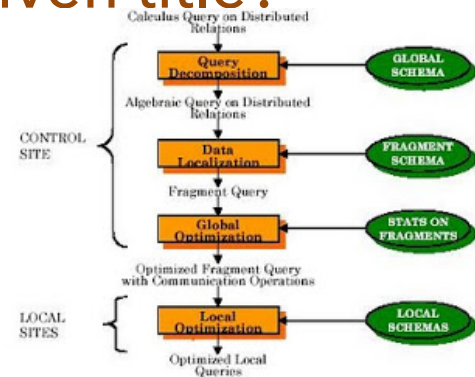 iven title?
Calculus Query on Distributed
Relations
Query
Decomposition
GLOBAL
SCHEMA
Algebraic Query on Distributed
Relations
CONTROL
SITE
Data
Localization
FRAGMENT
SCHEMA
Fragment Query
Global
Optimization
STATS ON
FRAGMENTS
Optimized Fragment Query
with Communication Operations
LOCAL
SITES
Local
Optimization
LOCAL
SCHEMAS
Optimized Local
Queries